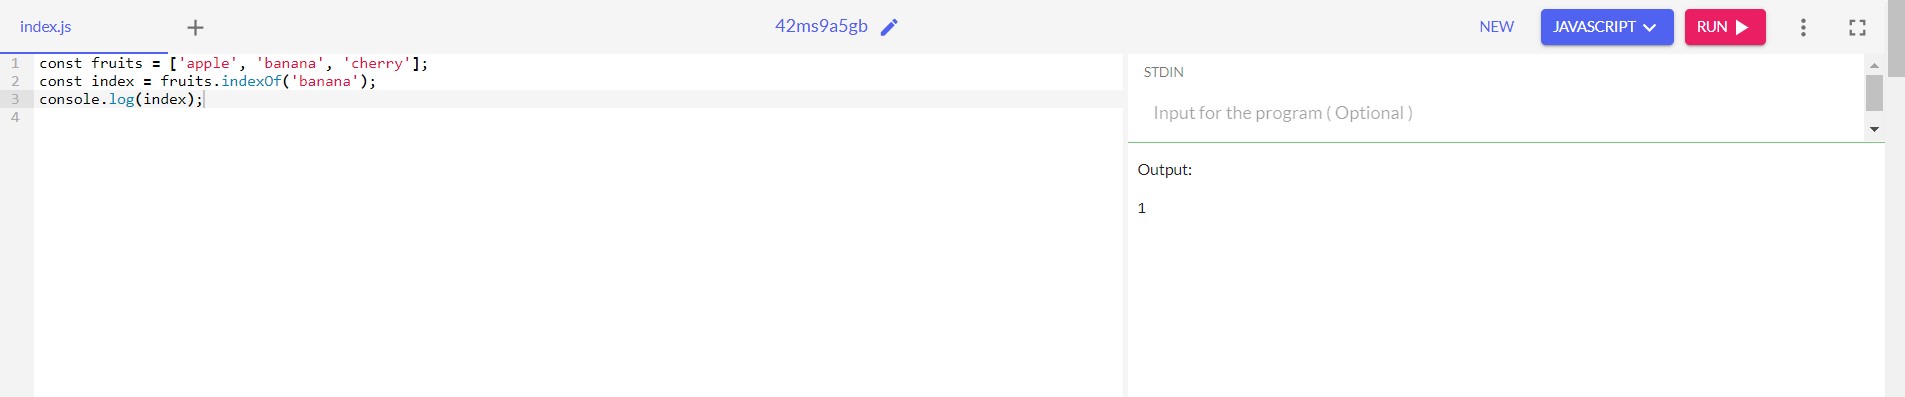 index.js + 42ms9a5gb NEW JAVASCRIPT RUN
1 const fruits = ['apple', 'banana', 'cherry'];
2 const index = fruits.indexOf('banana');
3 console.log(index);
4
STDIN
Input for the program ( Optional )
Output:
1